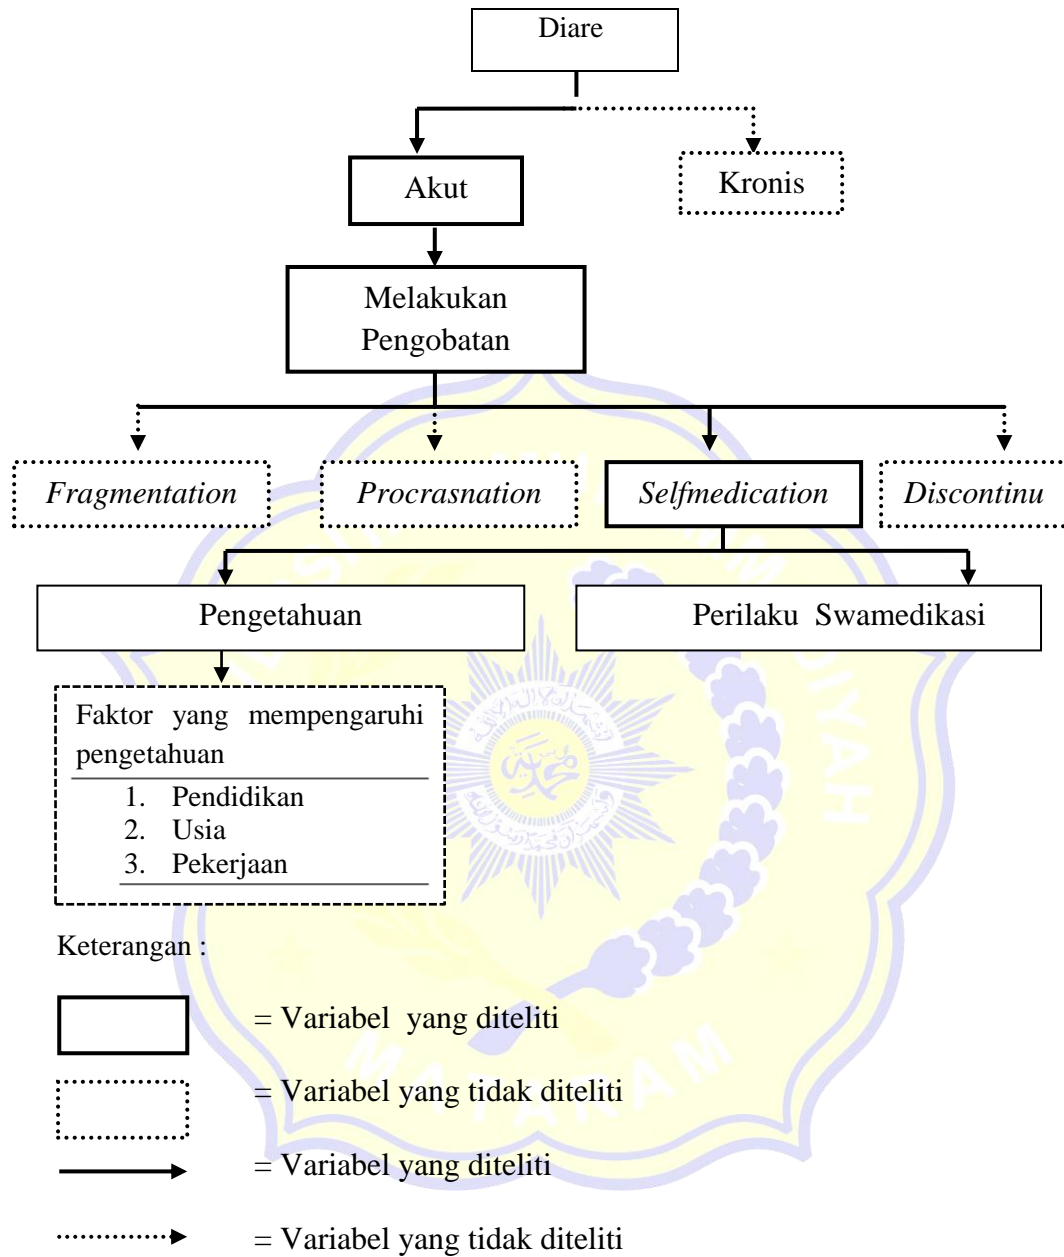 Diare
Akut
Kronis
Melakukan
Pengobatan
Fragmentation
Procrasnation
Selfmedication
Discontinu
Pengetahuan
Perilaku Swamedikasi
Faktor yang mempengaruhi
pengetahuan
1. Pendidikan
2. Usia
3. Pekerjaan
Keterangan :
= Variabel yang diteliti
= Variabel yang tidak diteliti
= Variabel yang diteliti
= Variabel yang tidak diteliti
MATARAM